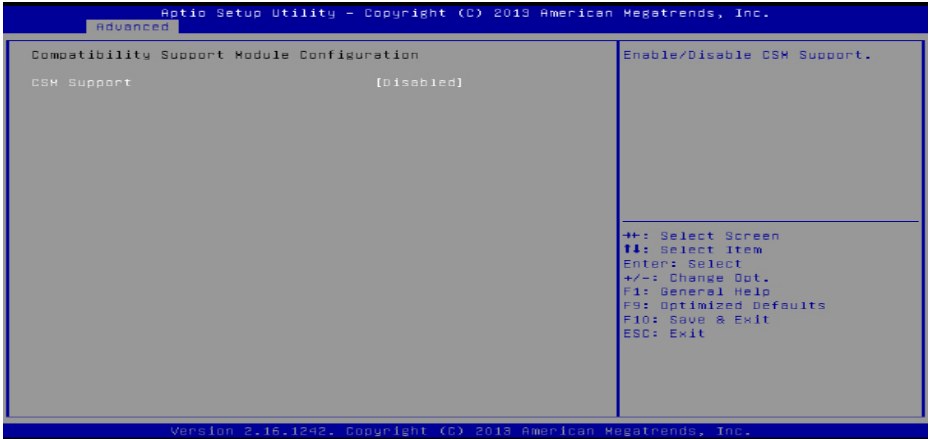 Aptio Setup Utility – Copyright (C) 2013 American Megatrends, Inc.
Advanced
Compatibility Support Module Configuration
CSM Support [Disabled]
Enable/Disable CSM Support.
→←: Select Screen
↑↓: Select Item
Enter: Select
+/-: Change Opt.
F1: General Help
F9: Optimized Defaults
F10: Save & Exit
ESC: Exit
Version 2.16.1242. Copyright (C) 2013 American Megatrends, Inc.